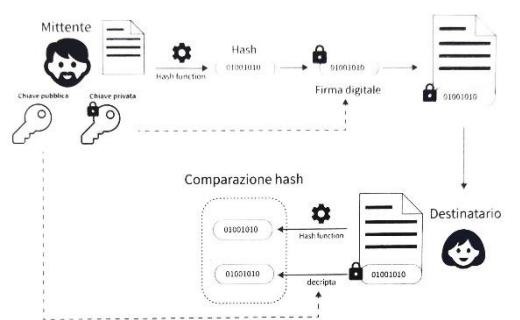 Mittente
Hash
01001010
Hash function
01001010
Firma digitale
01001010
Chiave pubblica
Chiave privata
Comparazione hash
Destinatario
01001010
Hash function
01001010
decripta
01001010